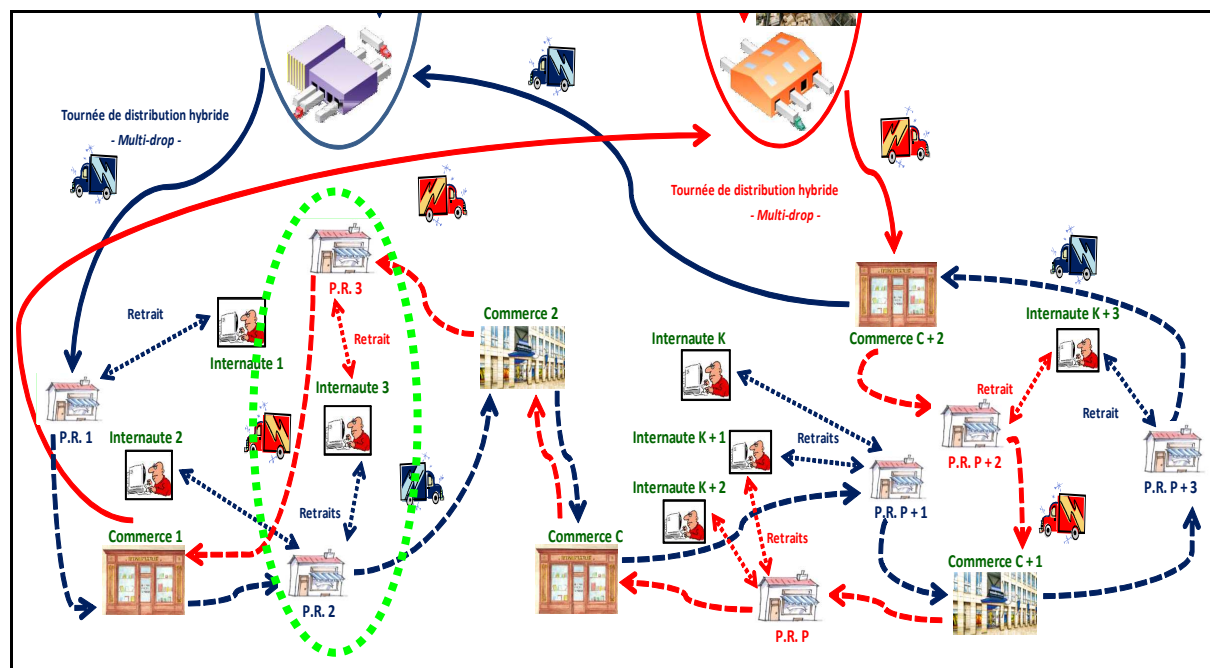 Tournée de distribution hybride
- Multi-drop -
Tournée de distribution hybride
- Multi-drop -
P.R. 3
Retrait
Commerce 2
Internaute K + 3
Retrait
Internaute 1
Internaute K
Commerce C + 2
Internaute 3
Retrait
Retrait
P.R. 1
Internaute 2
Internaute K + 1
Retraits
P.R. P + 2
P.R. P + 3
Internaute K + 2
Retraits
P.R. P + 1
Commerce 1
Commerce C
Retraits
Commerce C + 1
P.R. 2
P.R. P